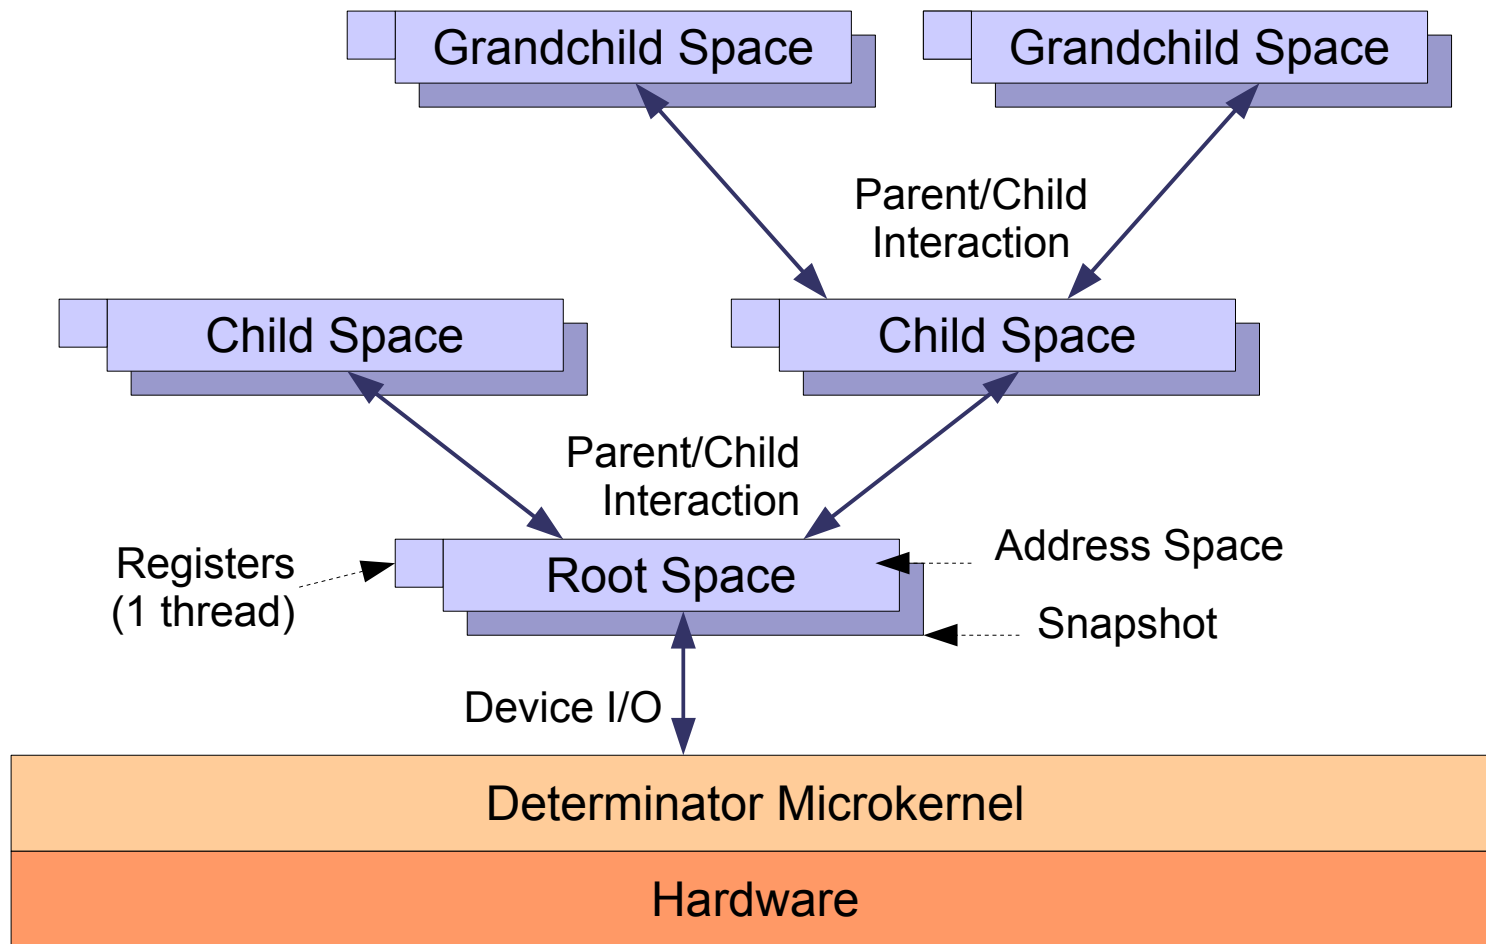 Grandchild Space
Grandchild Space
Parent/Child
Interaction
Child Space
Child Space
Parent/Child
Interaction
Registers
(1 thread)
Root Space
Address Space
Snapshot
Device I/O
Determinator Microkernel
Hardware